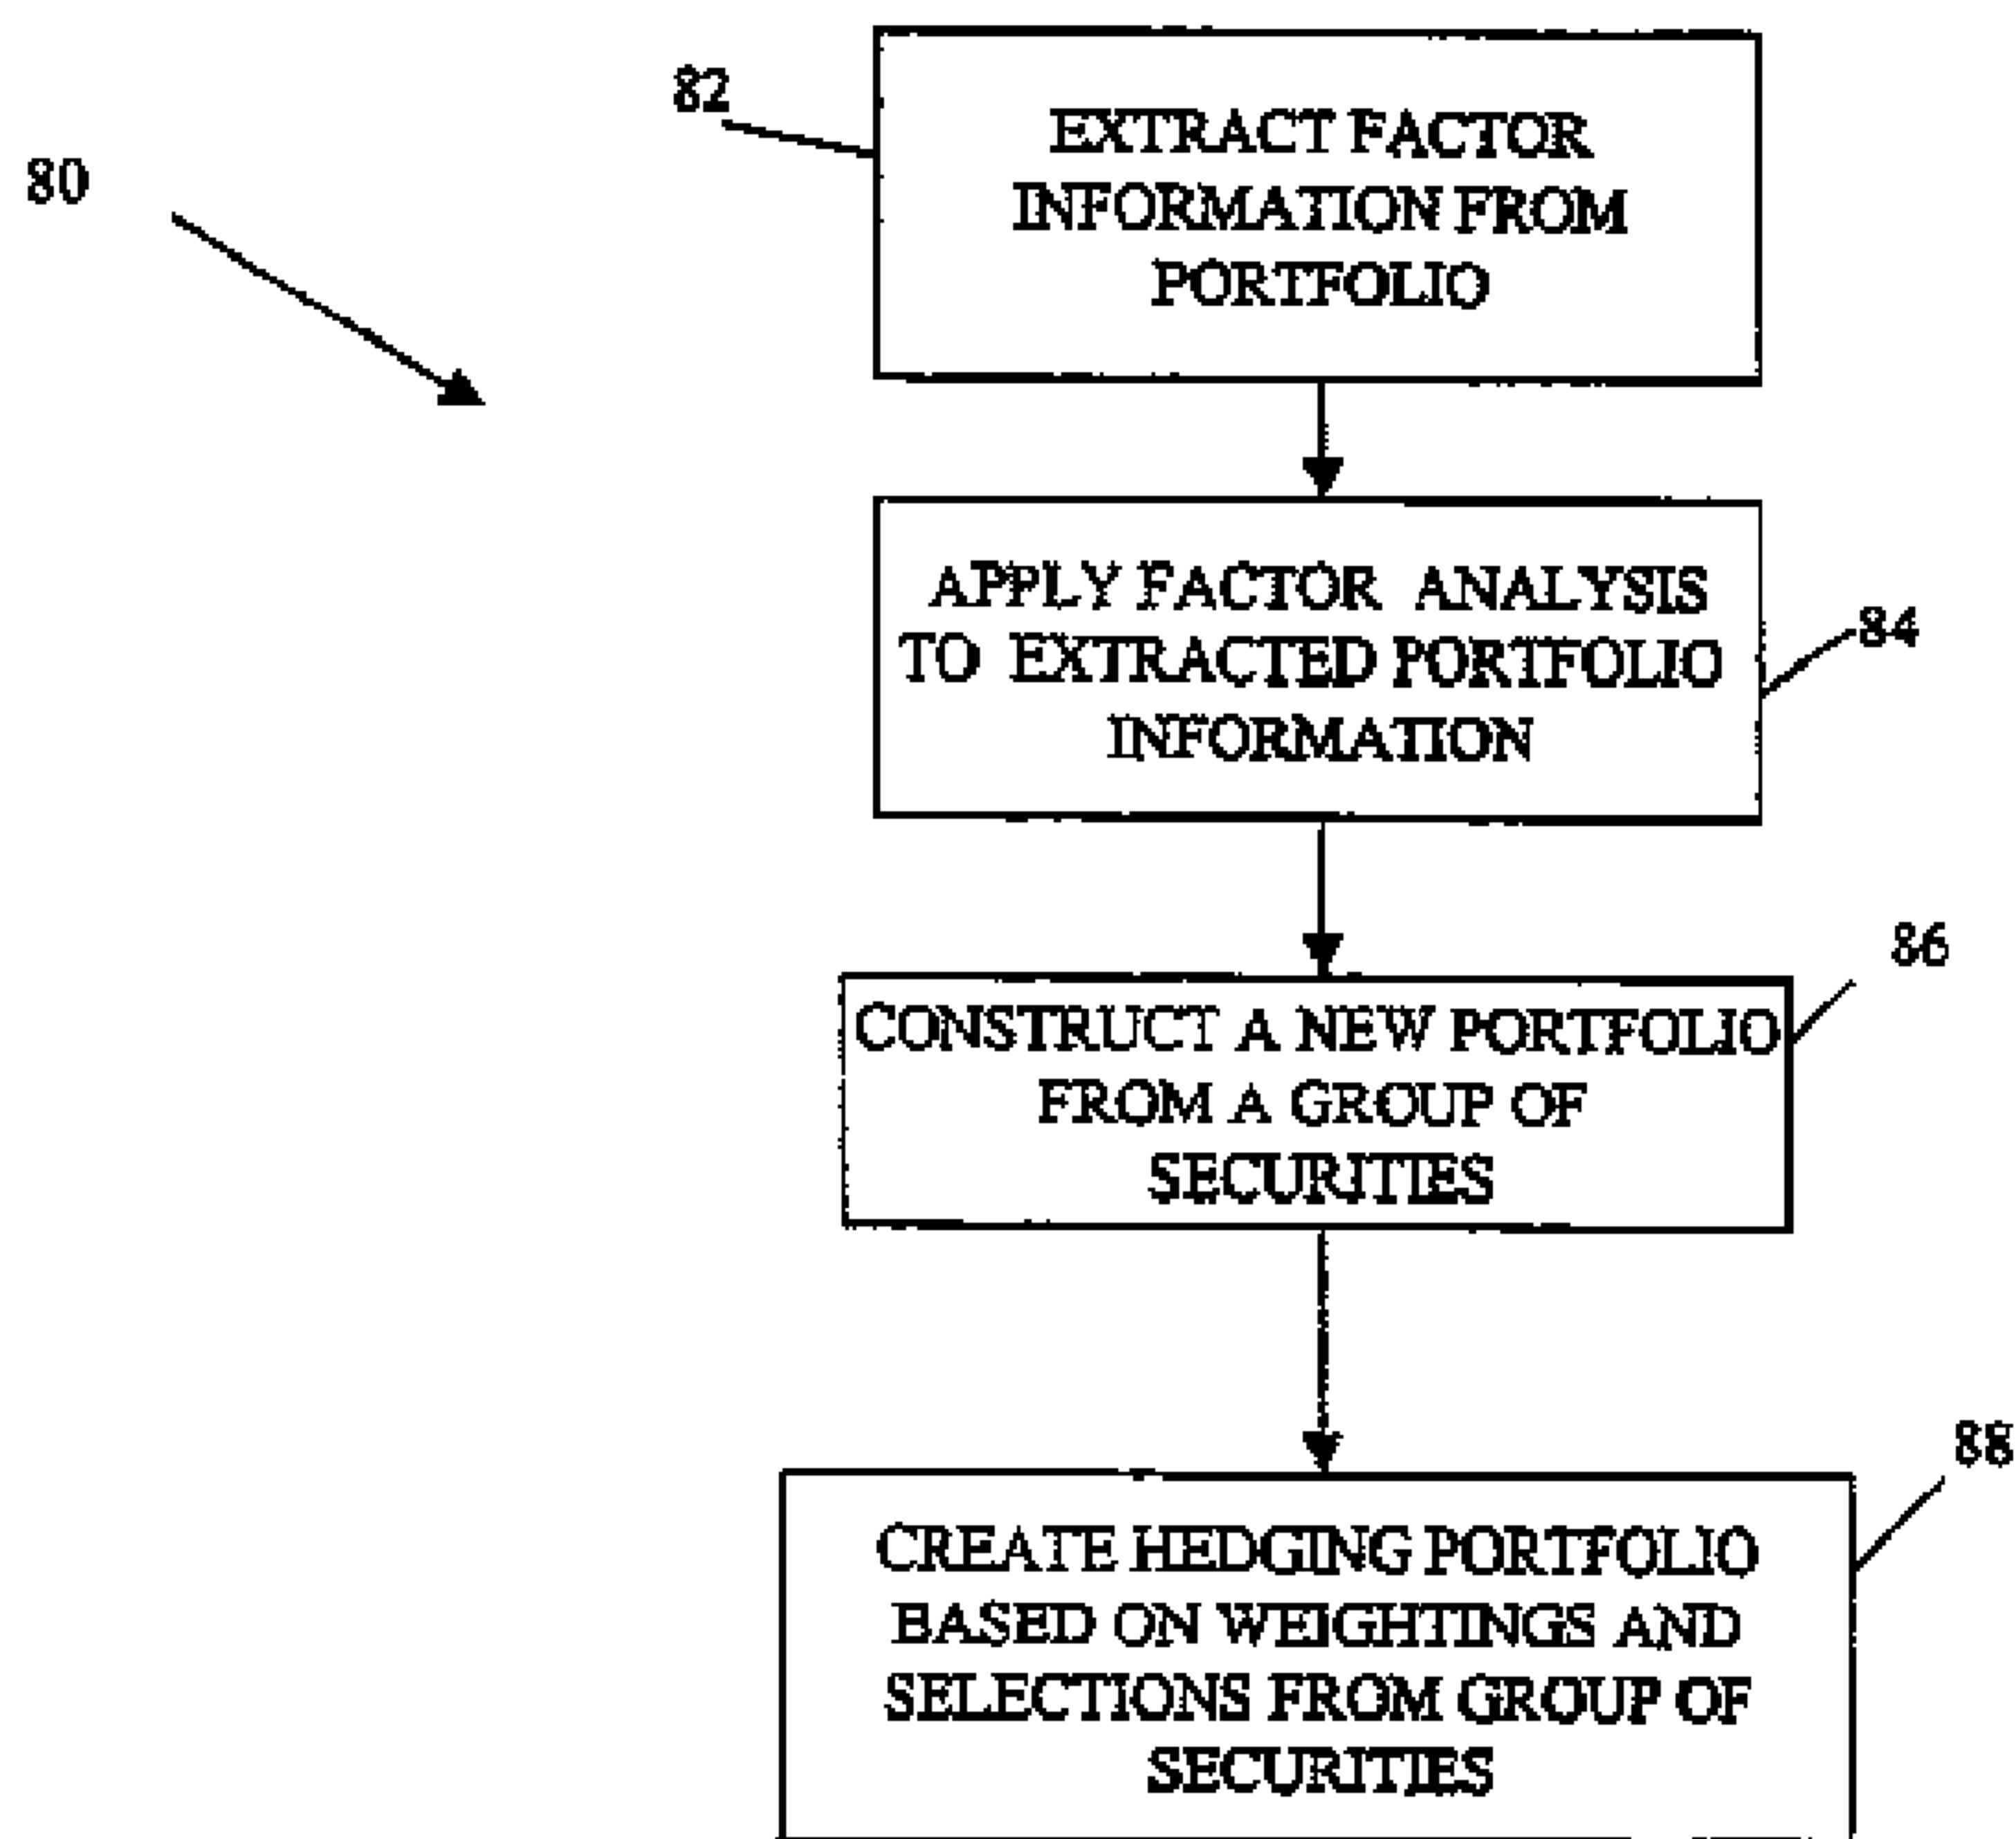 80
82
EXTRACT FACTOR
INFORMATION FROM
PORTFOLIO
APPLY FACTOR ANALYSIS
TO EXTRACTED PORTFOLIO
INFORMATION
84
86
CONSTRUCT A NEW PORTFOLIO
FROM A GROUP OF
SECURITIES
88
CREATE HEDGING PORTFOLIO
BASED ON WEIGHTINGS AND
SELECTIONS FROM GROUP OF
SECURITIES